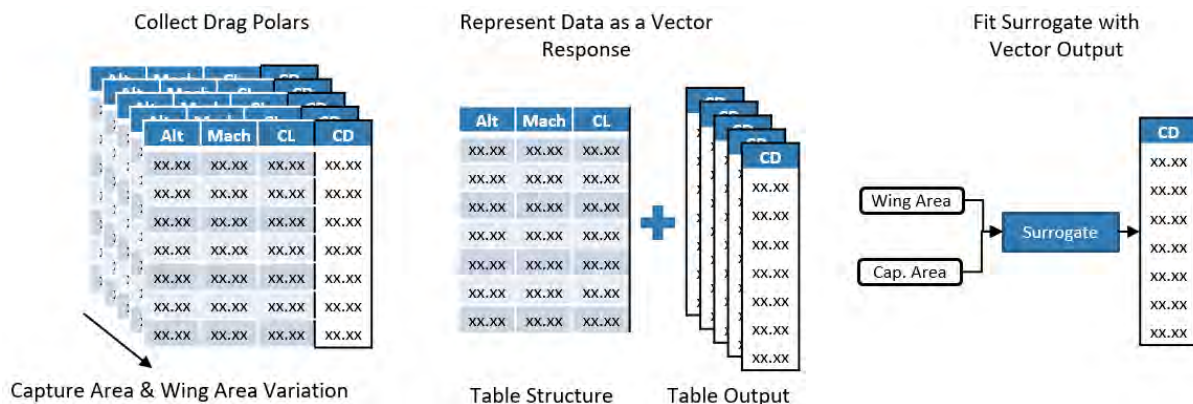 Collect Drag Polars
Alt Mach CL CD
Alt Mach CL CD
xx.xx xx.xx xx.xx xx.xx
xx.xx xx.xx xx.xx xx.xx
xx.xx xx.xx xx.xx xx.xx
xx.xx xx.xx xx.xx xx.xx
xx.xx xx.xx xx.xx xx.xx
xx.xx xx.xx xx.xx xx.xx
xx.xx xx.xx xx.xx xx.xx
Capture Area & Wing Area Variation
Represent Data as a Vector
Response
Alt Mach CL
xx.xx xx.xx xx.xx
xx.xx xx.xx xx.xx
xx.xx xx.xx xx.xx
xx.xx xx.xx xx.xx
xx.xx xx.xx xx.xx
xx.xx xx.xx xx.xx
xx.xx xx.xx xx.xx
Table Structure
CD
xx.xx
xx.xx
xx.xx
xx.xx
xx.xx
xx.xx
xx.xx
Table Output
Fit Surrogate with
Vector Output
Wing Area
Cap. Area
Surrogate
CD
xx.xx
xx.xx
xx.xx
xx.xx
xx.xx
xx.xx
xx.xx